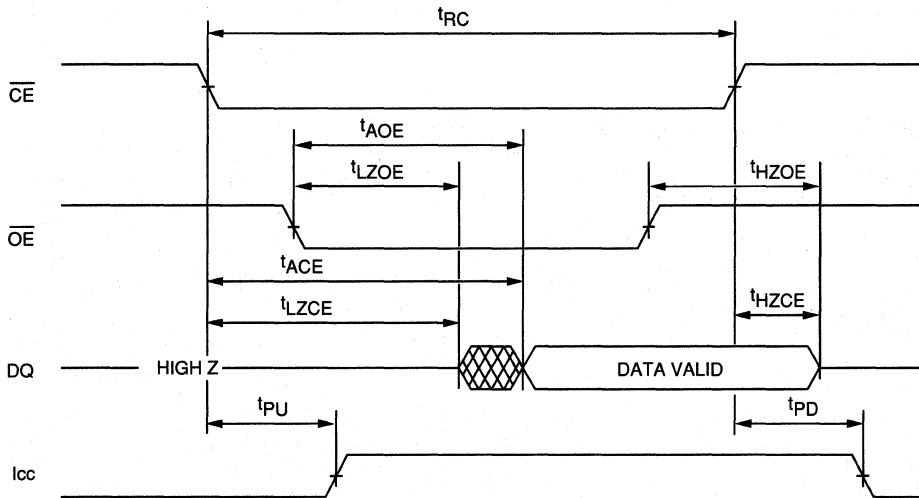 tRC
CE
tAOE
tLZOE
tHZOE
OE
tACE
tLZCE
tHZCE
DQ
HIGH Z
DATA VALID
tPU
tPD
Icc